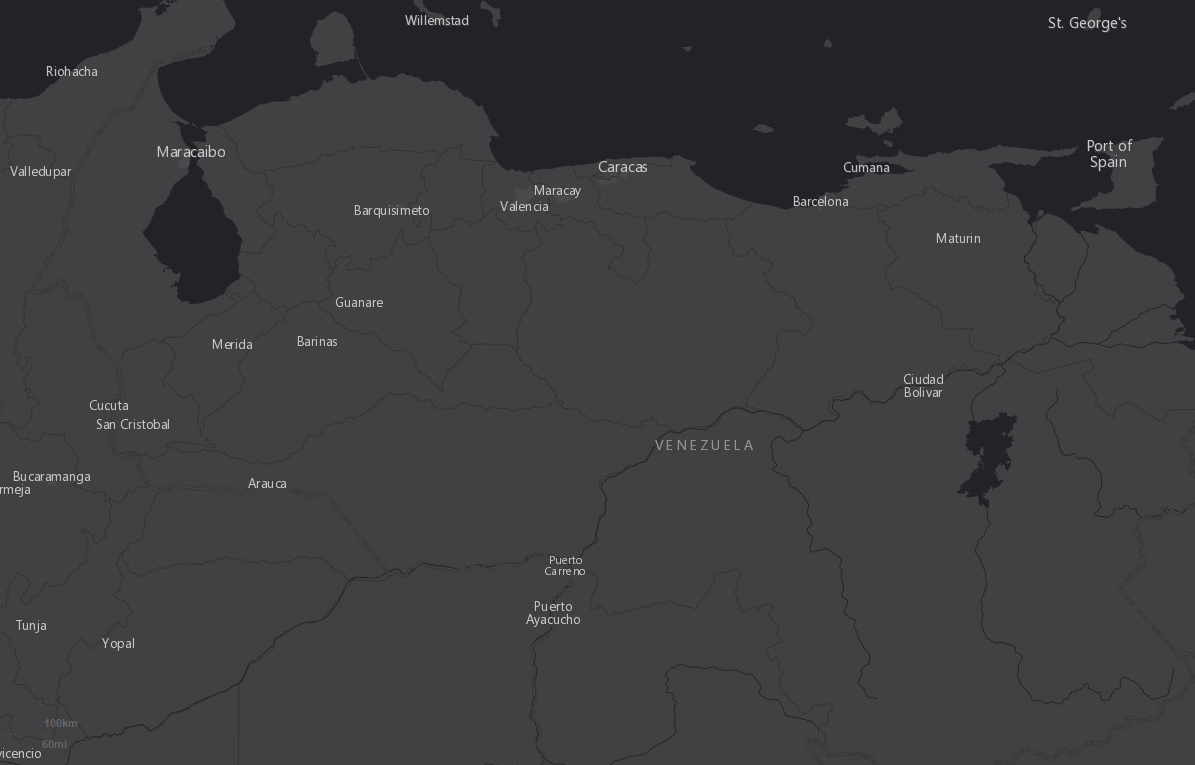 Willemstad
St. George's
Riohacha
Maracaibo
Port of
Spain
Valledupar
Caracas
Cumana
Maracay
Barcelona
Valencia
Barquisimeto
Maturin
Guanare
Merida
Barinas
Ciudad
Bolivar
Cucuta
San Cristobal
VENEZUELA
Bucaramanga
rmeja
Arauca
Puerto
Carreno
Puerto
Ayacucho
Tunja
Yopal
100km
60mi
vicencio